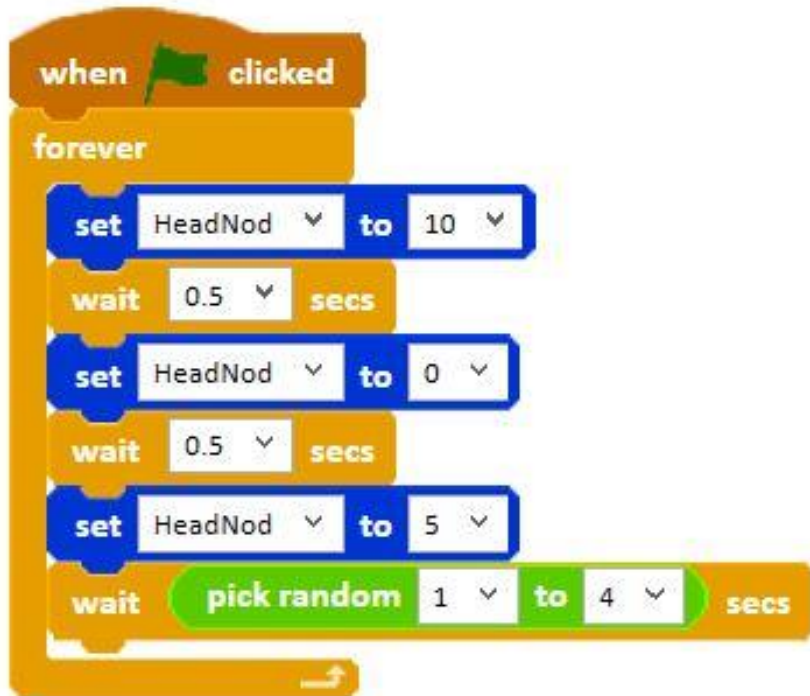 when clicked
forever
set HeadNod to 10
wait 0.5 secs
set HeadNod to 0
wait 0.5 secs
set HeadNod to 5
wait pick random 1 to 4 secs